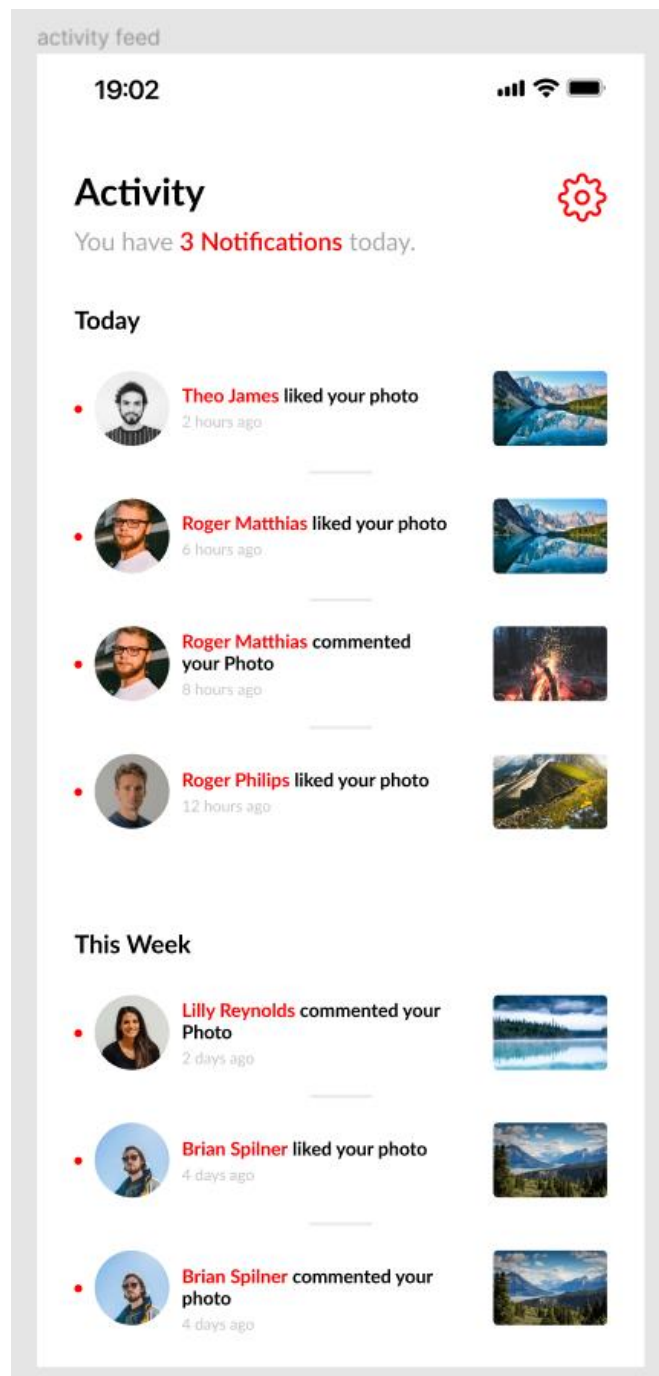 activity feed
19:02
Activity
You have 3 Notifications today.
Today
Theo James liked your photo
2 hours ago
Roger Matthias liked your photo
6 hours ago
Roger Matthias commented
your Photo
8 hours ago
Roger Philips liked your photo
12 hours ago
This Week
Lilly Reynolds commented your
Photo
2 days ago
Brian Spilner liked your photo
4 days ago
Brian Spilner commented your
photo
4 days ago